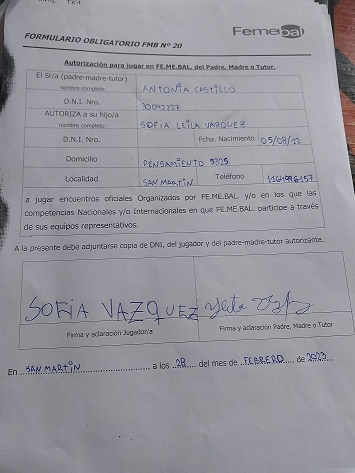 Femebal
FORMULARIO OBLIGATORIO FMB Nº 20
Autorización para jugar en FE.ME.BAL. del Padre, Madre o Tutor.
El Sr/a (padre-madre-tutor)
nombre completo ANTONIA CASTILLO
D.N.I. Nro.
AUTORIZA a su hijo/a
nombre completo SOFIA LEILA VAZQUEZ
D.N.I. Nro. Fcha. Nacimiento 05/08/12
Domicilio PENSAMIENTO 5325
Localidad SAN MARTIN Teléfono
a jugar encuentros oficiales Organizados por FE.ME.BAL. y/o en los que las
competencias Nacionales y/o Internacionales en que FE.ME.BAL. participe a través
de sus equipos representativos.
A la presente debe adjuntarse copia de DNI, del jugador y del padre-madre-tutor autorizante.
SOFIA VAZQUEZ
Firma y aclaración Jugador/a Firma y aclaración Padre, Madre o Tutor
En SAN MARTIN a los 28 del mes de FEBRERO de 2023